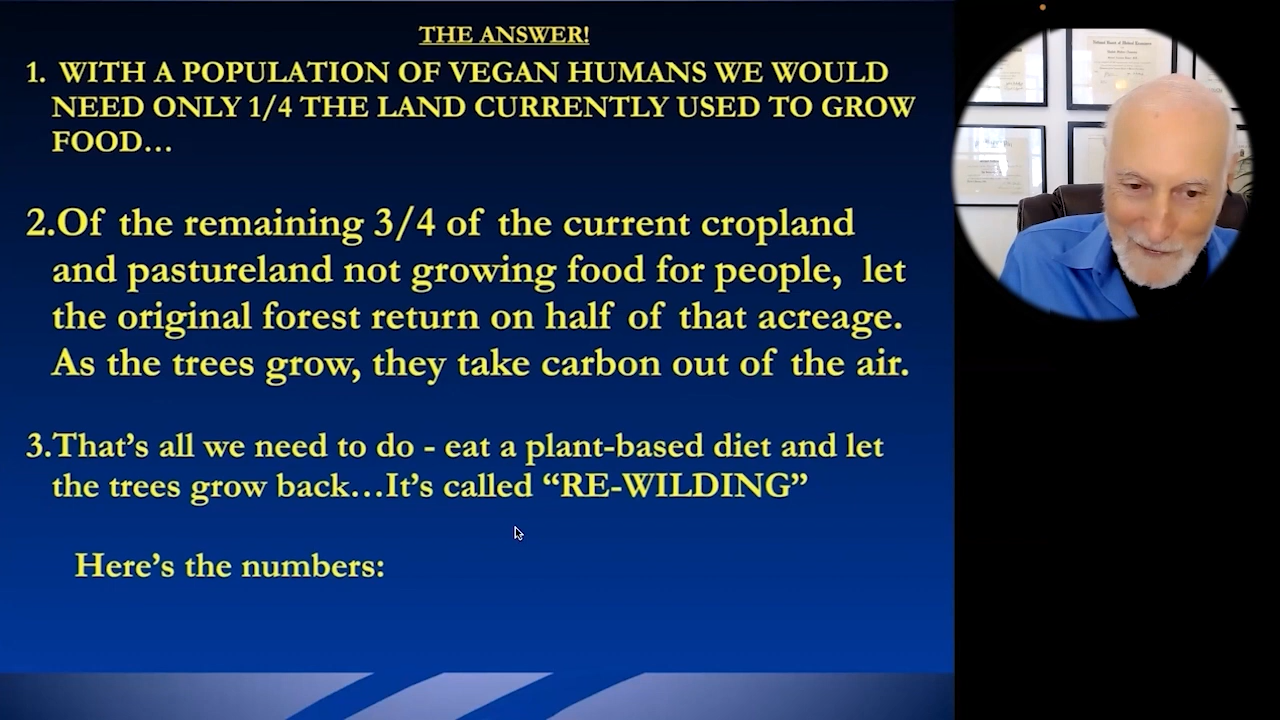 THE ANSWER!
1. WITH A POPULATION OF VEGAN HUMANS WE WOULD
NEED ONLY 1/4 THE LAND CURRENTLY USED TO GROW
FOOD...
2.Of the remaining 3/4 of the current cropland
and pastureland not growing food for people, let
the original forest return on half of that acreage.
As the trees grow, they take carbon out of the air.
3.That’s all we need to do - eat a plant-based diet and let
the trees grow back...It’s called “RE-WILDING”
Here’s the numbers: